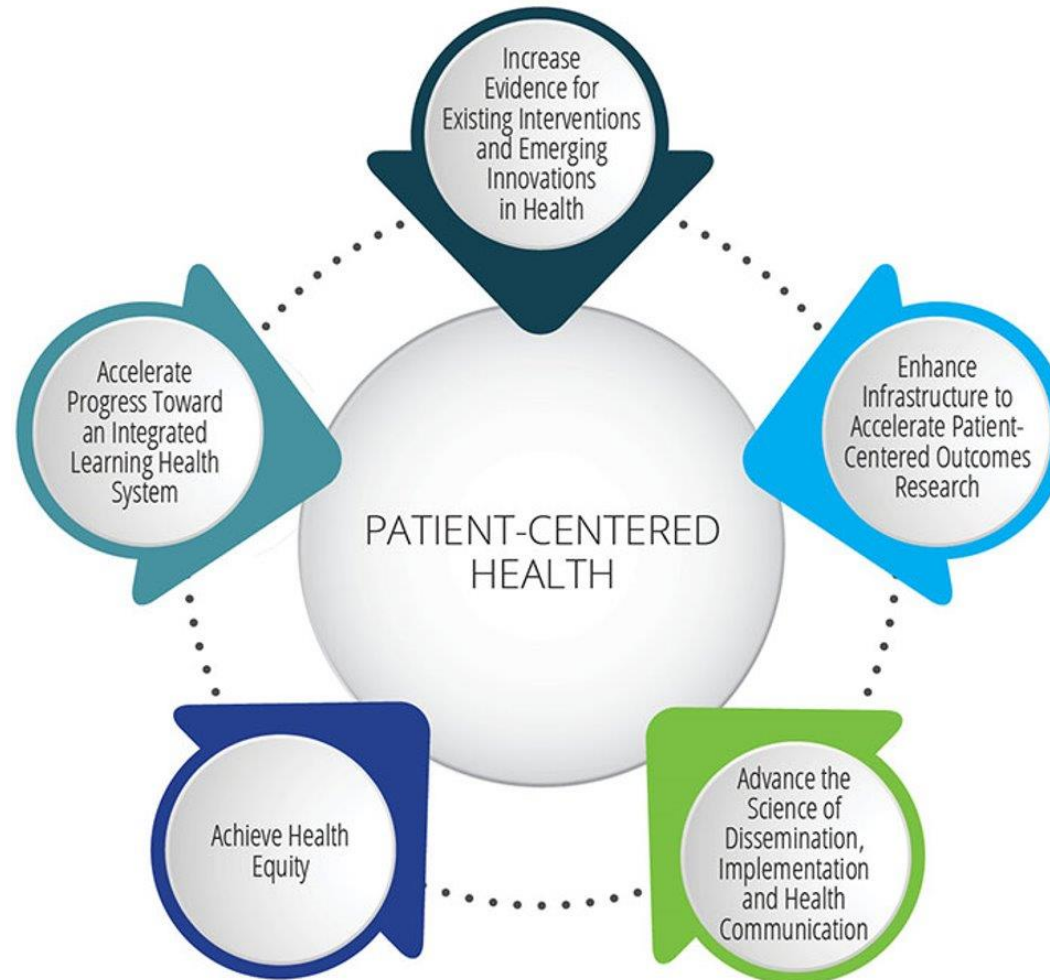 Increase
Evidence for
Existing Interventions
and Emerging
Innovations
in Health
Enhance
Infrastructure to
Accelerate Patient-
Centered Outcomes
Research
Advance the
Science of
Dissemination,
Implementation
and Health
Communication
Achieve Health
Equity
Accelerate
Progress Toward
an Integrated
Learning Health
System
PATIENT-CENTERED
HEALTH